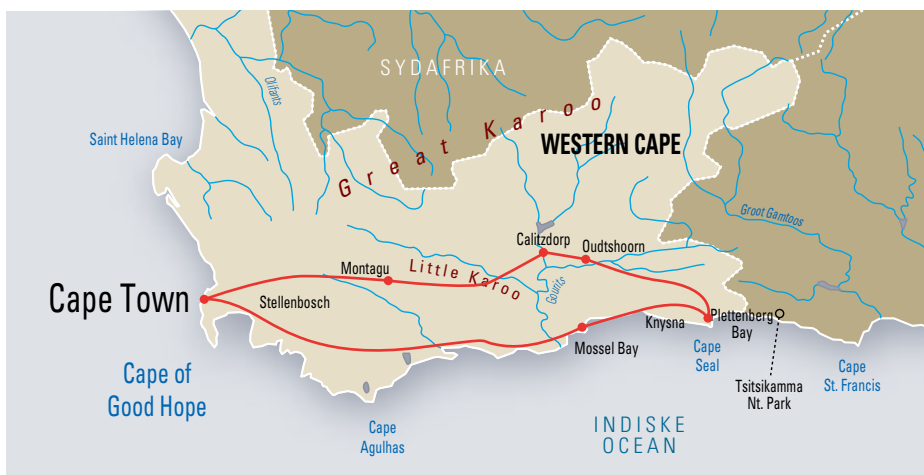 SYDAFRIKA
Olifants
Saint Helena Bay
Great Karoo
WESTERN CAPE
Groot Gamtoos
Calitzdorp
Oudtshoorn
Montagu
Little Karoo
Gourits
Cape Town
Stellenbosch
Knysna
Plettenberg
Bay
Mossel Bay
Cape
Seal
Cape of
Good Hope
Tsitsikamma
Nt. Park
Cape
St. Francis
Cape
Agulhas
INDISKE
OCEAN